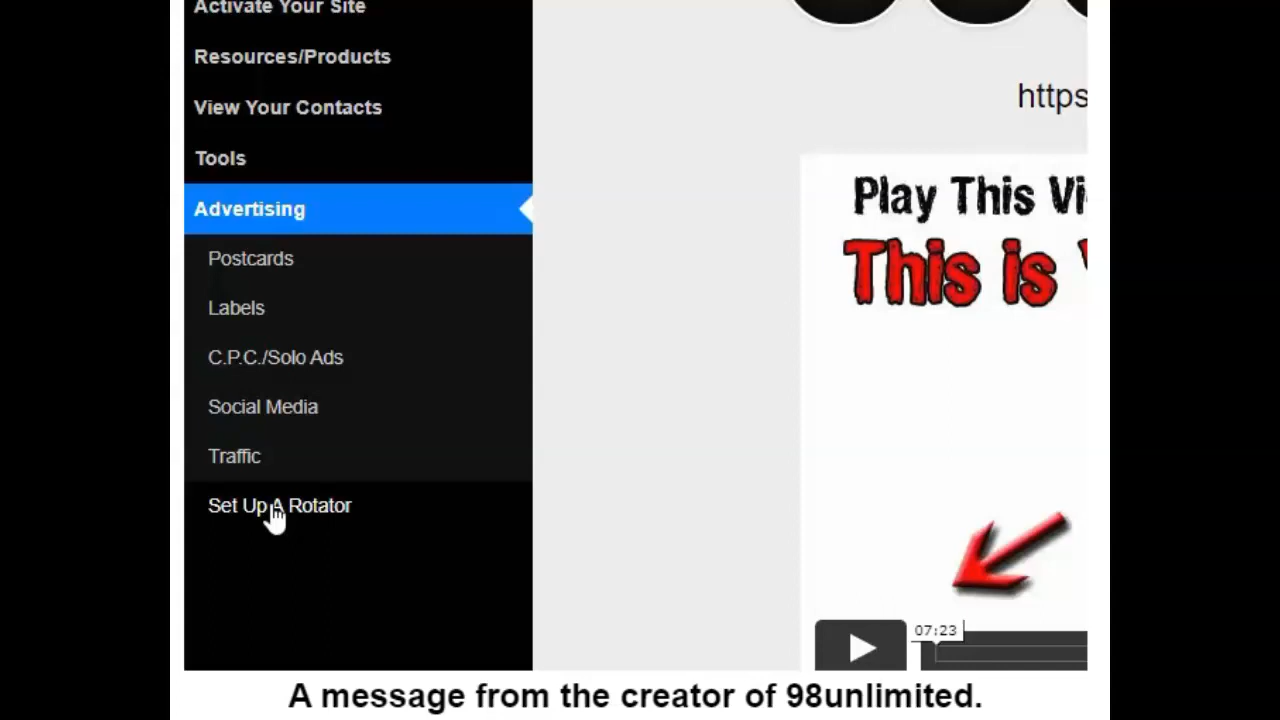 Activate Your Site
Resources/Products
View Your Contacts
Tools
Advertising
Postcards
Labels
C.P.C./Solo Ads
Social Media
Traffic
Set Up A Rotator
https
Play This Vi
This is
07:23
A message from the creator of 98unlimited.